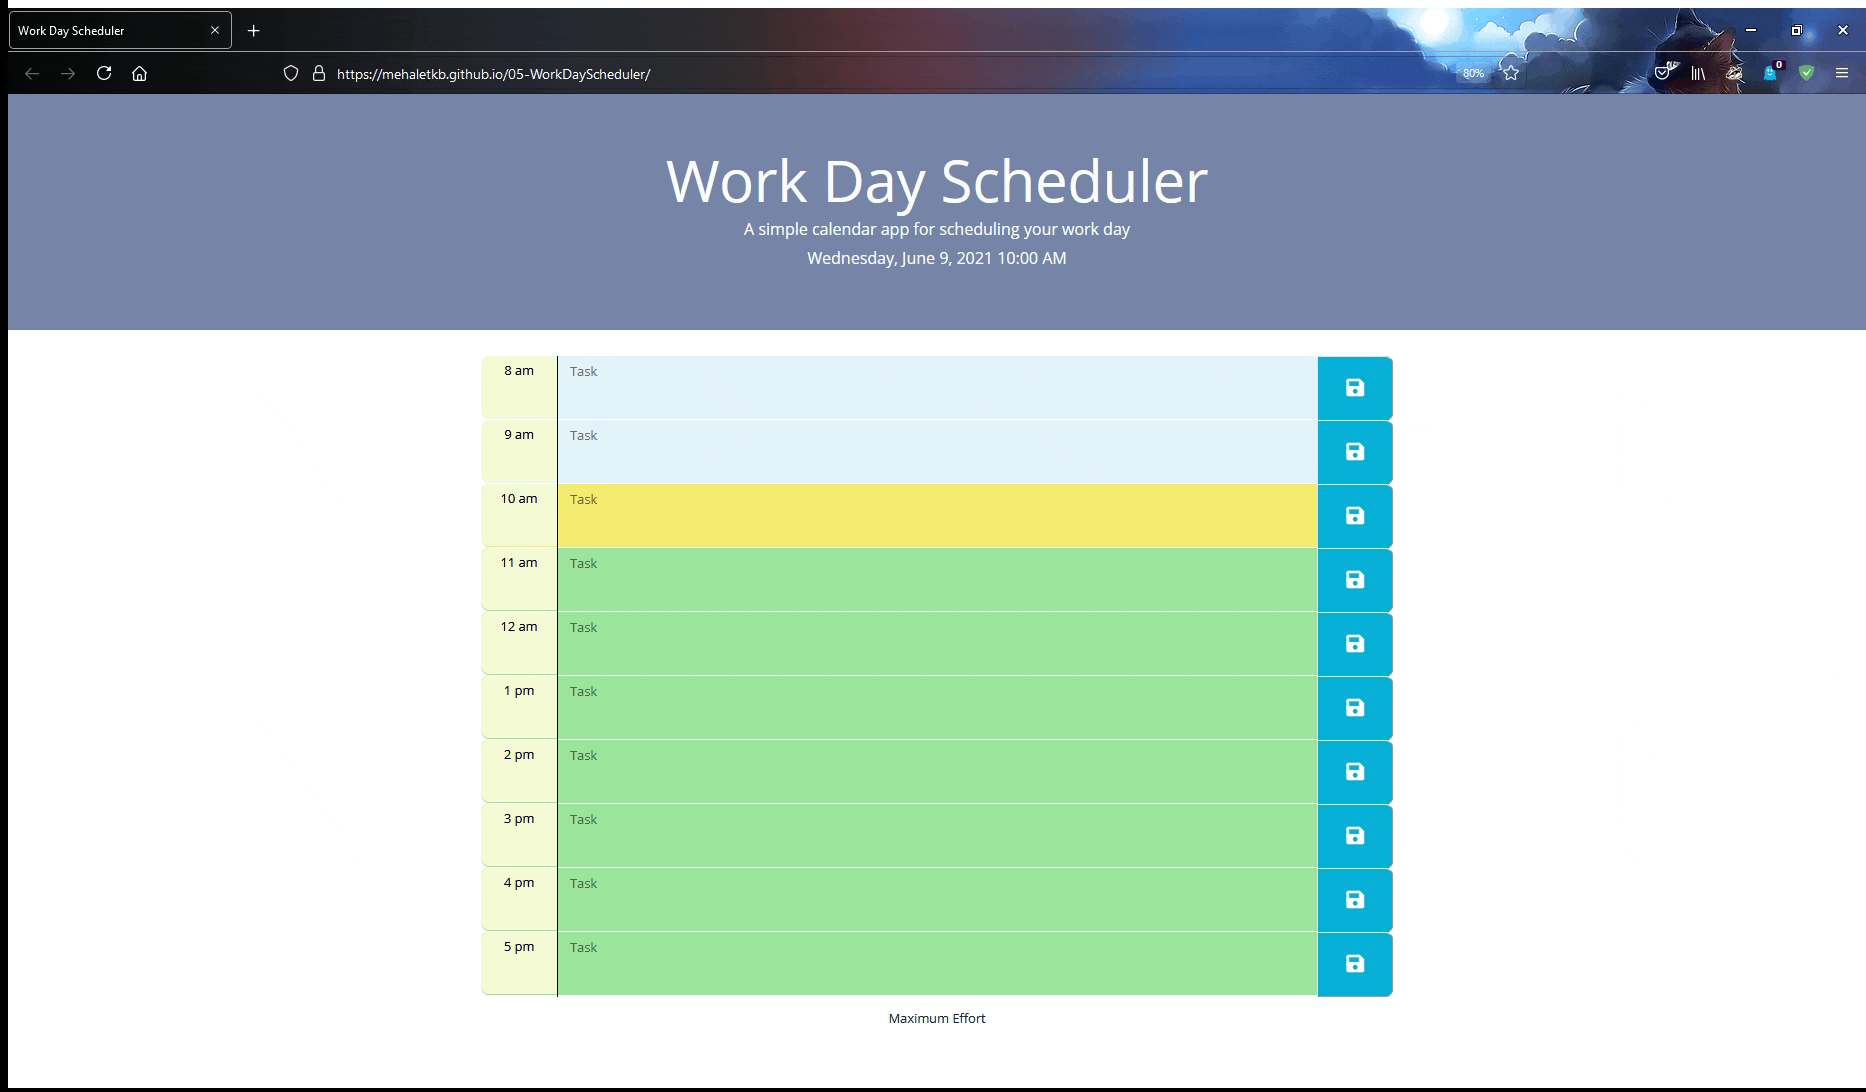 Work Day Scheduler
https://mehaletkb.github.io/05-WorkDayScheduler/
80%
0
Work Day Scheduler
A simple calendar app for scheduling your work day
Wednesday, June 9, 2021 10:00 AM
8 am Task
9 am Task
10 am Task
11 am Task
12 am Task
1 pm Task
2 pm Task
3 pm Task
4 pm Task
5 pm Task
Maximum Effort